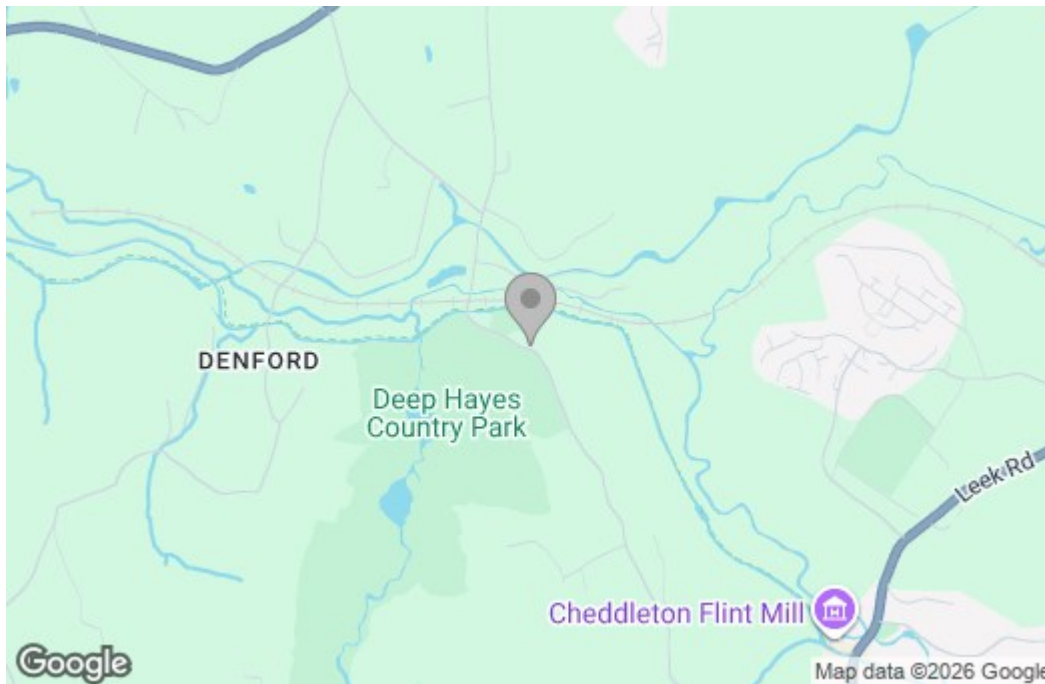 DENFORD
Deep Hayes
Country Park
Leek Rd
Cheddleton Flint Mill
Google
Map data ©2026 Google